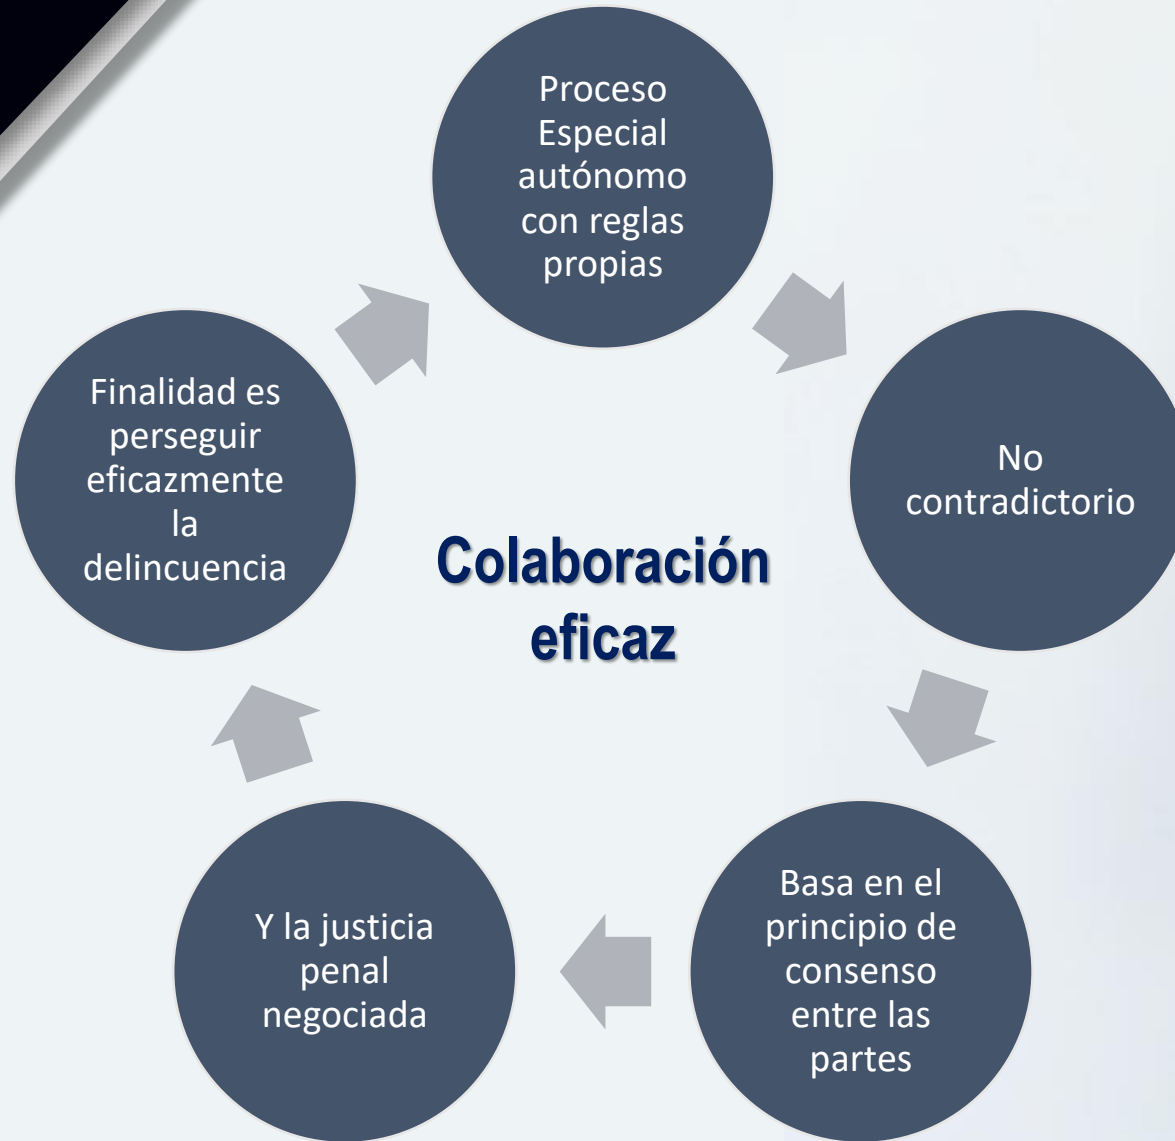 Proceso
Especial
autónomo
con reglas
propias
No
contradictorio
Basa en el
principio de
consenso
entre las
partes
Y la justicia
penal
negociada
Finalidad es
perseguir
eficazmente
la
delincuencia
Colaboración
eficaz